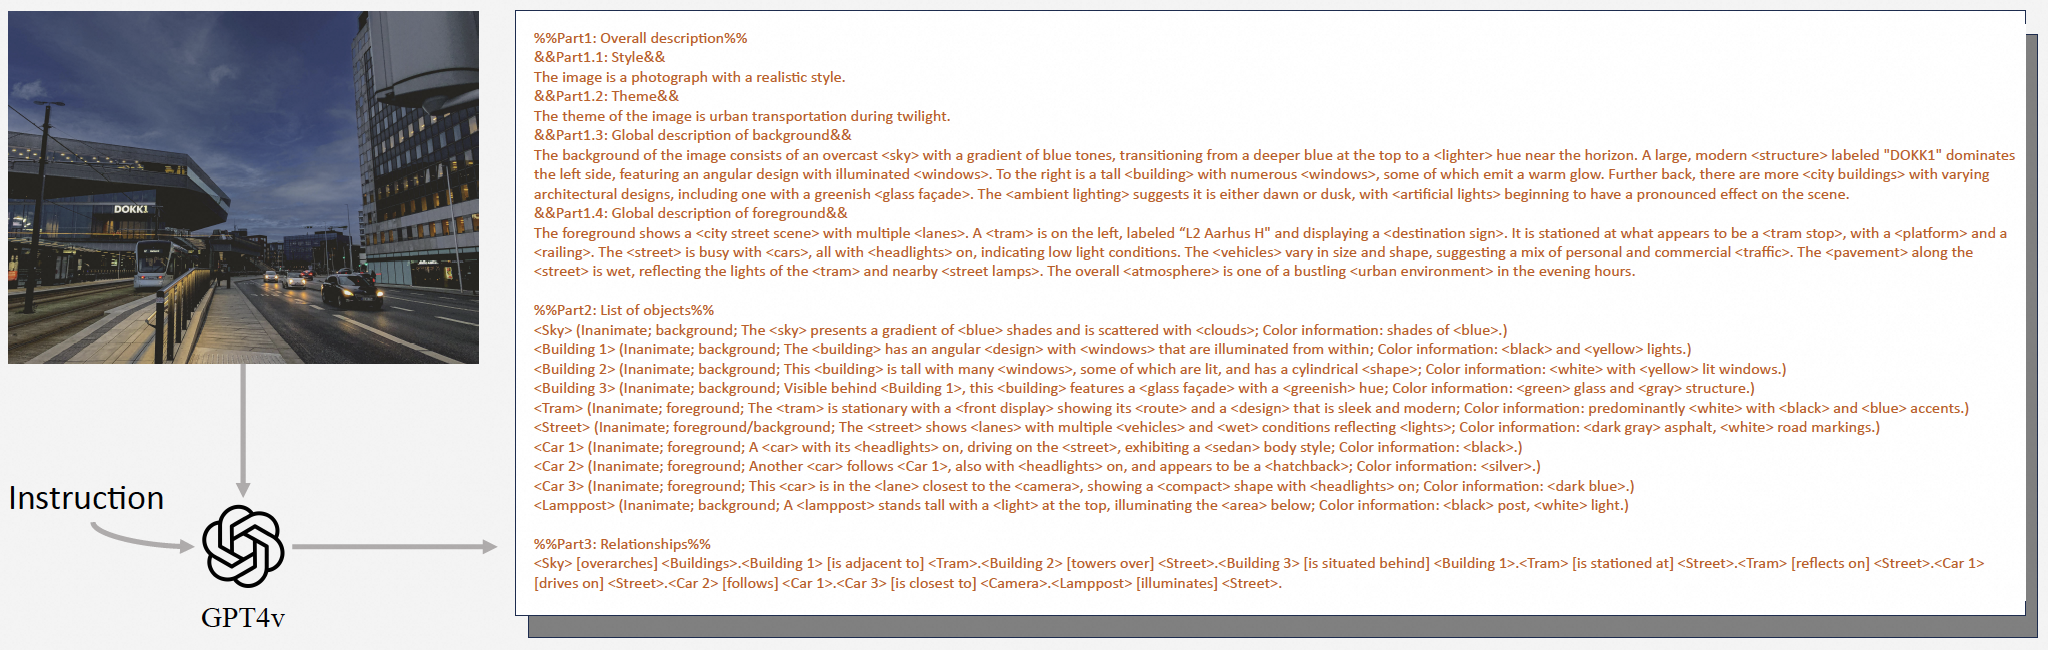 DOKK1
Instruction
GPT4v
%%Part1: Overall description%%
&&Part1.1: Style&&
The image is a photograph with a realistic style.
&&Part1.2: Theme&&
The theme of the image is urban transportation during twilight.
&&Part1.3: Global description of background&&
The background of the image consists of an overcast <sky> with a gradient of blue tones, transitioning from a deeper blue at the top to a <lighter> hue near the horizon. A large, modern <structure> labeled "DOKK1" dominates
the left side, featuring an angular design with illuminated <windows>. To the right is a tall <building> with numerous <windows>, some of which emit a warm glow. Further back, there are more <city buildings> with varying
architectural designs, including one with a greenish <glass façade>. The <ambient lighting> suggests it is either dawn or dusk, with <artificial lights> beginning to have a pronounced effect on the scene.
&&Part1.4: Global description of foreground&&
The foreground shows a <city street scene> with multiple <lanes>. A <tram> is on the left, labeled “L2 Aarhus H" and displaying a <destination sign>. It is stationed at what appears to be a <tram stop>, with a <platform> and a
<railing>. The <street> is busy with <cars>, all with <headlights> on, indicating low light conditions. The <vehicles> vary in size and shape, suggesting a mix of personal and commercial <traffic>. The <pavement> along the
<street> is wet, reflecting the lights of the <tram> and nearby <street lamps>. The overall <atmosphere> is one of a bustling <urban environment> in the evening hours.
%%Part2: List of objects%%
<Sky> (Inanimate; background; The <sky> presents a gradient of <blue> shades and is scattered with <clouds>; Color information: shades of <blue>.)
<Building 1> (Inanimate; background; The <building> has an angular <design> with <windows> that are illuminated from within; Color information: <black> and <yellow> lights.)
<Building 2> (Inanimate; background; This <building> is tall with many <windows>, some of which are lit, and has a cylindrical <shape>; Color information: <white> with <yellow> lit windows.)
<Building 3> (Inanimate; background; Visible behind <Building 1>, this <building> features a <glass façade> with a <greenish> hue; Color information: <green> glass and <gray> structure.)
<Tram> (Inanimate; foreground; The <tram> is stationary with a <front display> showing its <route> and a <design> that is sleek and modern; Color information: predominantly <white> with <black> and <blue> accents.)
<Street> (Inanimate; foreground/background; The <street> shows <lanes> with multiple <vehicles> and <wet> conditions reflecting <lights>; Color information: <dark gray> asphalt, <white> road markings.)
<Car 1> (Inanimate; foreground; A <car> with its <headlights> on, driving on the <street>, exhibiting a <sedan> body style; Color information: <black>.)
<Car 2> (Inanimate; foreground; Another <car> follows <Car 1>, also with <headlights> on, and appears to be a <hatchback>; Color information: <silver>.)
<Car 3> (Inanimate; foreground; This <car> is in the <lane> closest to the <camera>, showing a <compact> shape with <headlights> on; Color information: <dark blue>.)
<Lamppost> (Inanimate; background; A <lamppost> stands tall with a <light> at the top, illuminating the <area> below; Color information: <black> post, <white> light.)
%%Part3: Relationships%%
<Sky> [overarches] <Buildings>.<Building 1> [is adjacent to] <Tram>.<Building 2> [towers over] <Street>.<Building 3> [is situated behind] <Building 1>.<Tram> [is stationed at] <Street>.<Tram> [reflects on] <Street>.<Car 1>
[drives on] <Street>.<Car 2> [follows] <Car 1>.<Car 3> [is closest to] <Camera>.<Lamppost> [illuminates] <Street>.